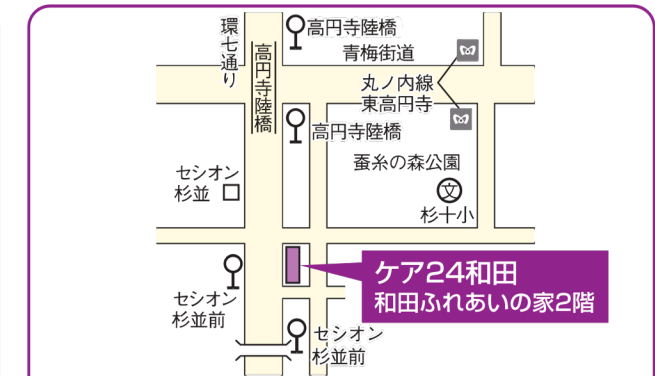 環七通り
高円寺陸橋
高円寺陸橋
青梅街道
丸ノ内線
東高円寺
高円寺陸橋
蚕糸の森公園
セシオン
杉並
文
杉十小
ケア24和田
和田ふれあいの家2階
セシオン
杉並前
セシオン
杉並前